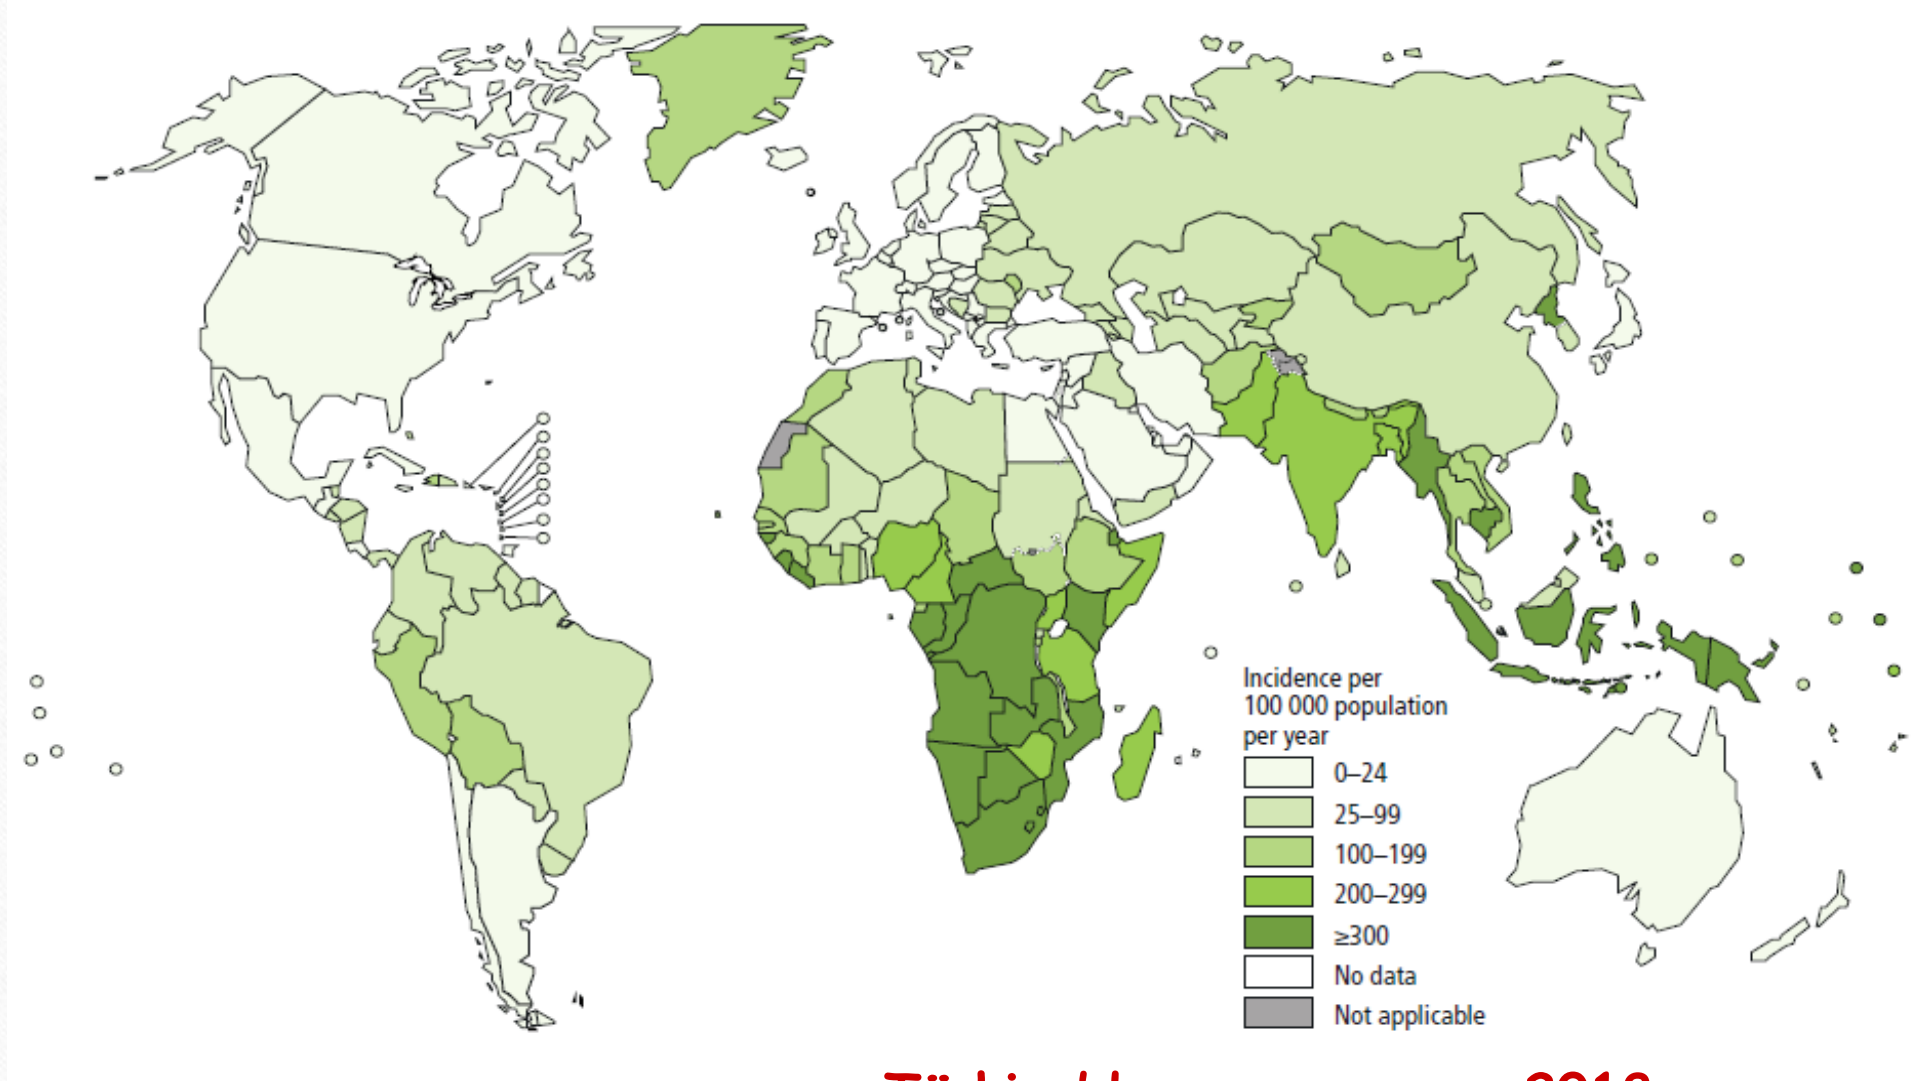 Incidence per
100 000 population
per year
0–24
25–99
100–199
200–299
≥300
No data
Not applicable